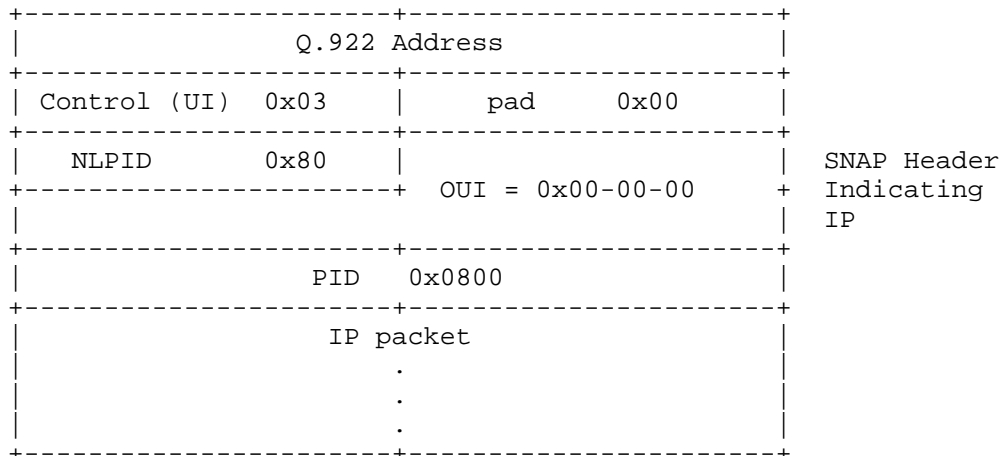 Q.922 Address
Control (UI) 0x03 pad 0x00
NLPID 0x80 SNAP Header
OUI = 0x00-00-00 Indicating
IP
PID 0x0800
IP packet
.
.
.